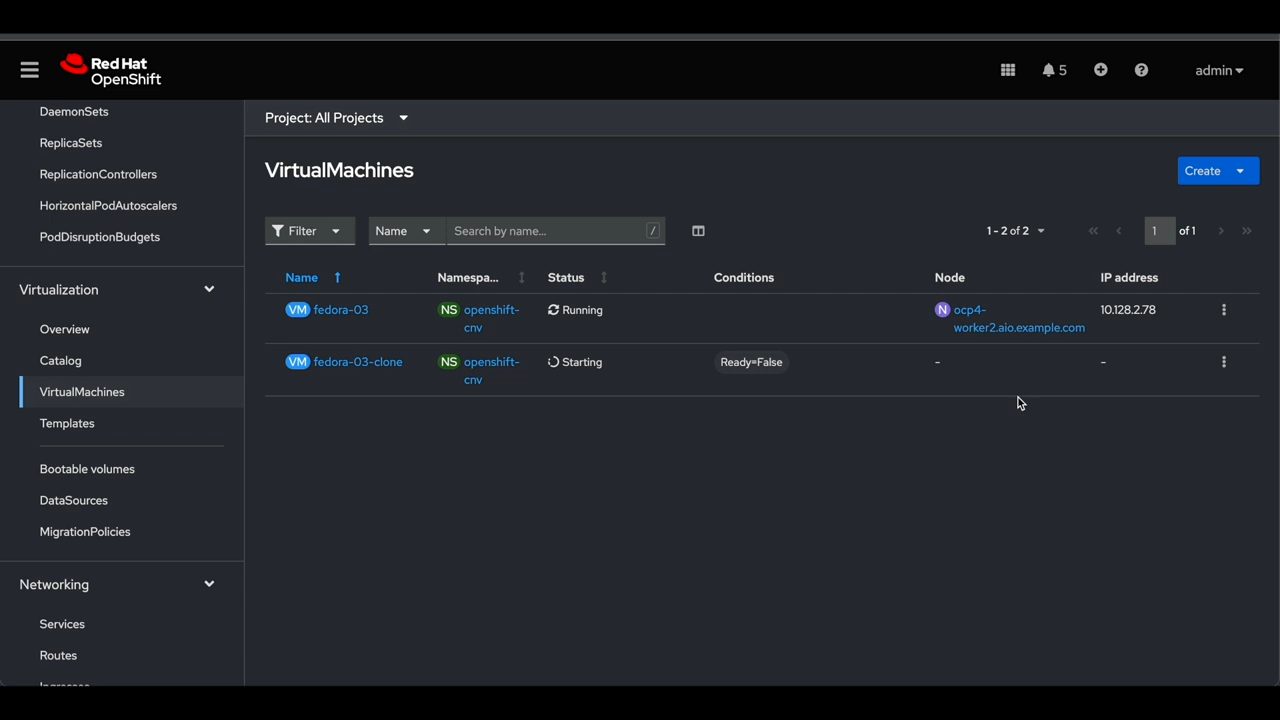 Red Hat
OpenShift
5
admin
DaemonSets
ReplicaSets
ReplicationControllers
HorizontalPodAutoscalers
PodDisruptionBudgets
Virtualization
Overview
Catalog
VirtualMachines
Templates
Bootable volumes
DataSources
MigrationPolicies
Networking
Services
Routes
Ingresses
Project: All Projects
VirtualMachines
Create
Filter
Name
Search by name...
/
1 - 2 of 2
1 of 1
Name Namespa... Status Conditions Node IP address
VM fedora-03 NS openshift- Running N ocp4- 10.128.2.78
cnv worker2.aio.example.com
VM fedora-03-clone NS openshift- Starting Ready=False - -
cnv